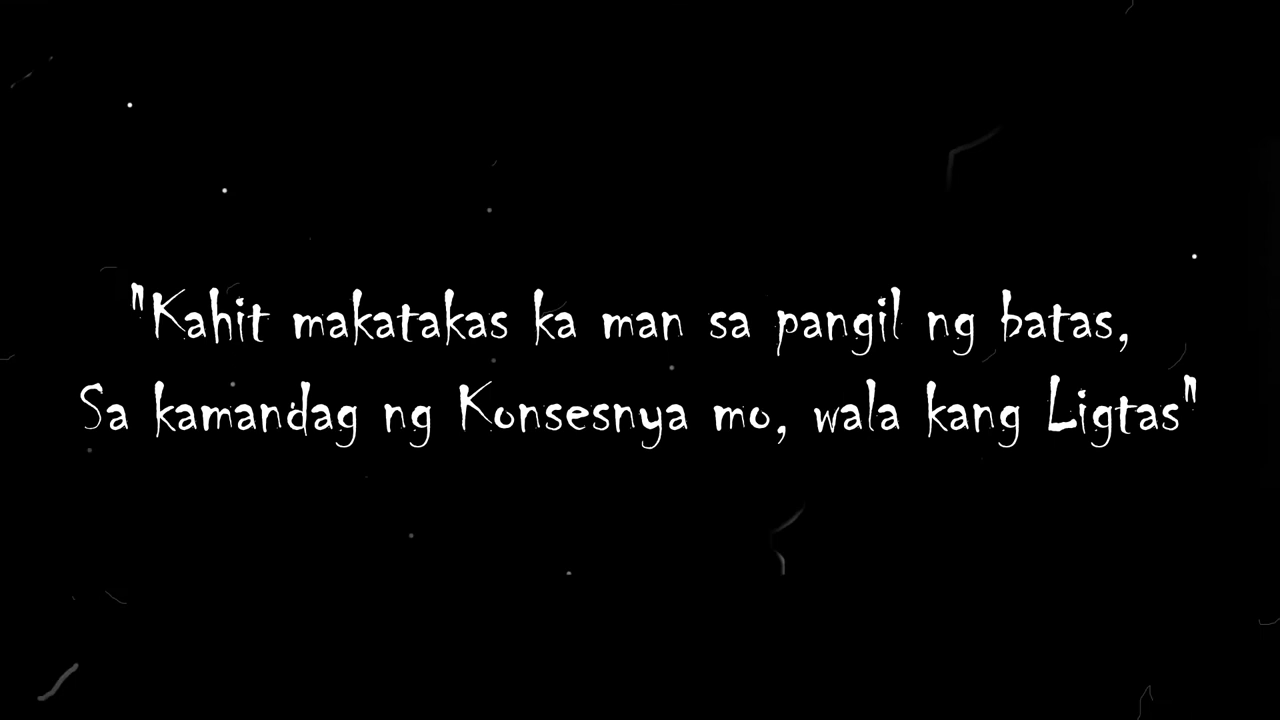 "Kahit makatakas ka man sa pangil ng batas,
Sa kamandag ng Konsesnya mo, wala kang Ligtas"